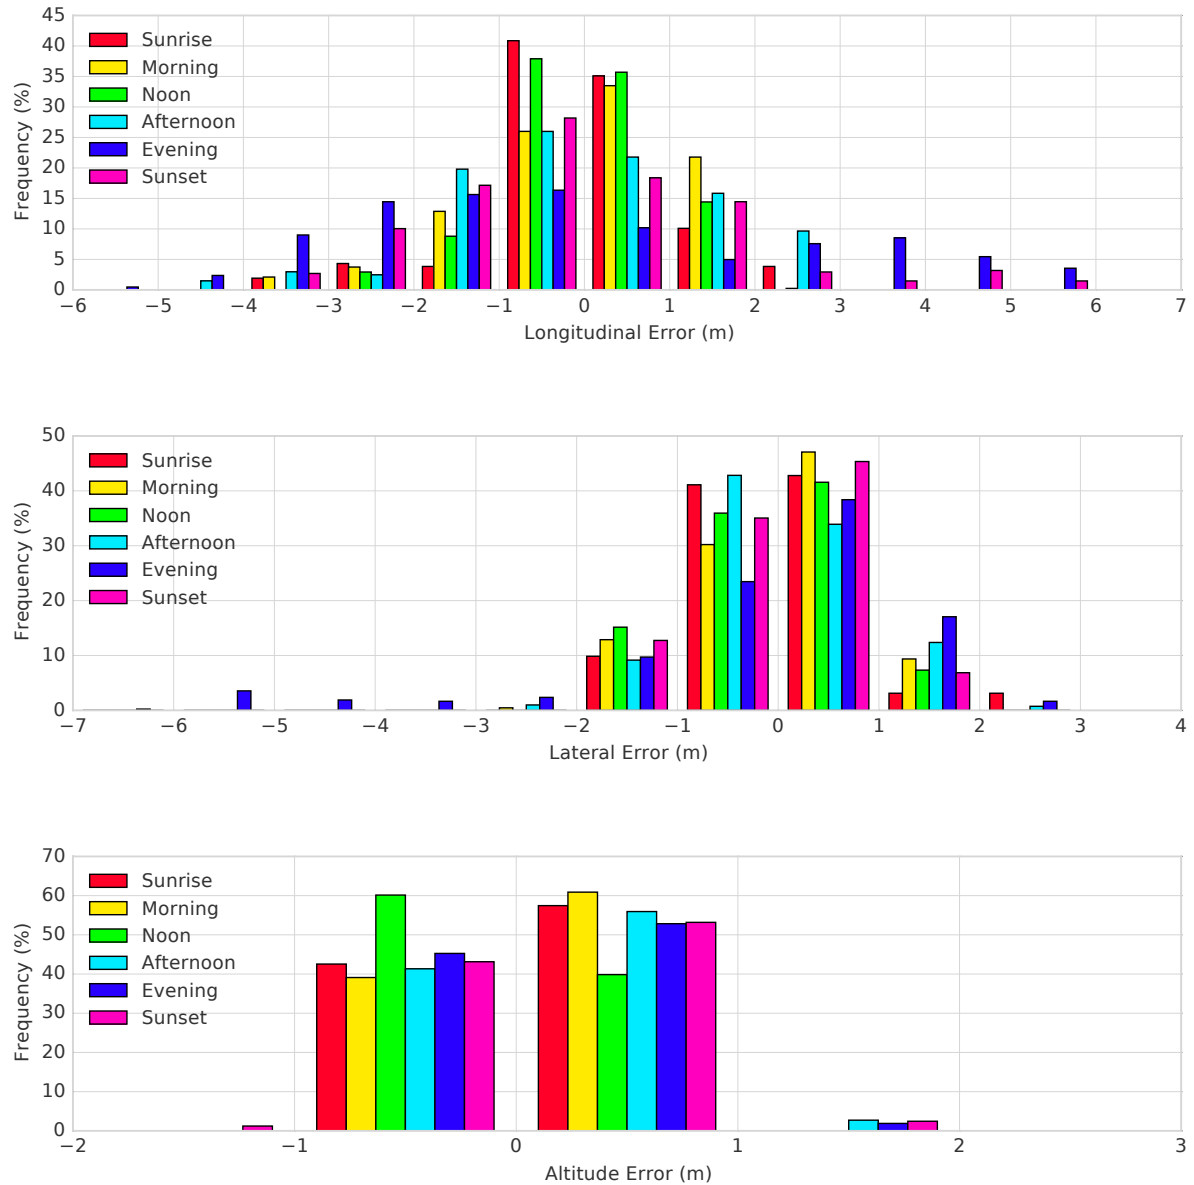 45
40
35
30
25
20
15
10
5
0
Frequency (%)
Sunrise
Morning
Noon
Afternoon
Evening
Sunset
−6 −5 −4 −3 −2 −1 0 1 2 3 4 5 6 7
Longitudinal Error (m)
50
40
30
20
10
0
Frequency (%)
Sunrise
Morning
Noon
Afternoon
Evening
Sunset
−7 −6 −5 −4 −3 −2 −1 0 1 2 3 4
Lateral Error (m)
70
60
50
40
30
20
10
0
Frequency (%)
Sunrise
Morning
Noon
Afternoon
Evening
Sunset
−2 −1 0 1 2 3
Altitude Error (m)